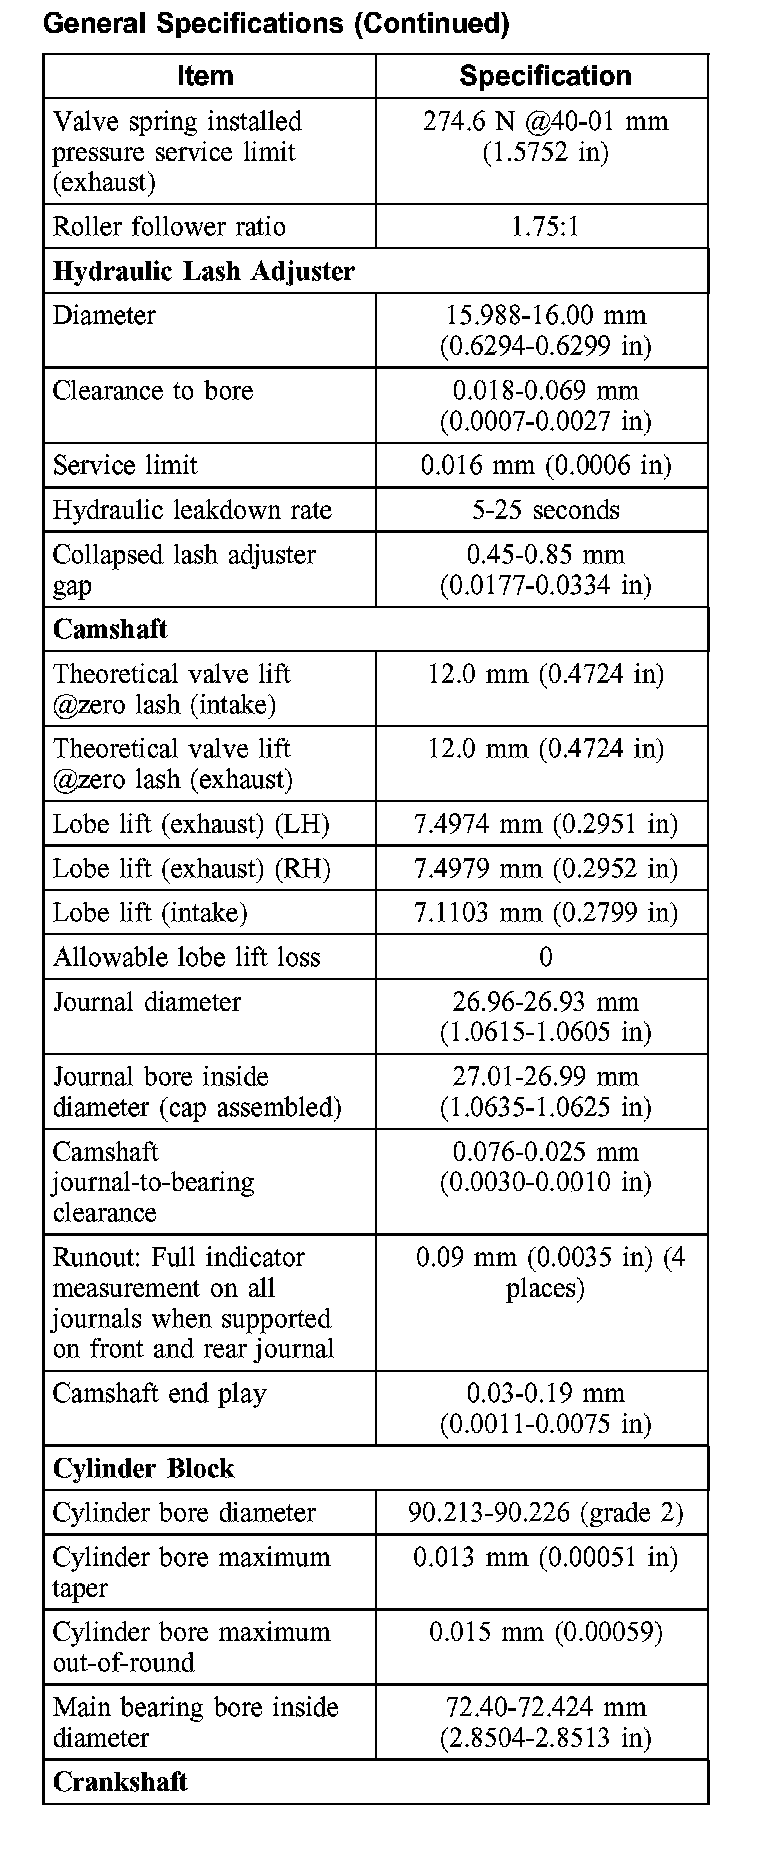 General Specifications (Continued)
Item Specification
Valve spring installed 274.6 N @40-01 mm
pressure service limit (1.5752 in)
(exhaust)
Roller follower ratio 1.75:1
Hydraulic Lash Adjuster
Diameter 15.988-16.00 mm
(0.6294-0.6299 in)
Clearance to bore 0.018-0.069 mm
(0.0007-0.0027 in)
Service limit 0.016 mm (0.0006 in)
Hydraulic leakdown rate 5-25 seconds
Collapsed lash adjuster 0.45-0.85 mm
gap (0.0177-0.0334 in)
Camshaft
Theoretical valve lift 12.0 mm (0.4724 in)
@zero lash (intake)
Theoretical valve lift 12.0 mm (0.4724 in)
@zero lash (exhaust)
Lobe lift (exhaust) (LH) 7.4974 mm (0.2951 in)
Lobe lift (exhaust) (RH) 7.4979 mm (0.2952 in)
Lobe lift (intake) 7.1103 mm (0.2799 in)
Allowable lobe lift loss 0
Journal diameter 26.96-26.93 mm
(1.0615-1.0605 in)
Journal bore inside 27.01-26.99 mm
diameter (cap assembled) (1.0635-1.0625 in)
Camshaft 0.076-0.025 mm
journal-to-bearing (0.0030-0.0010 in)
clearance
Runout: Full indicator 0.09 mm (0.0035 in) (4
measurement on all places)
journals when supported
on front and rear journal
Camshaft end play 0.03-0.19 mm
(0.0011-0.0075 in)
Cylinder Block
Cylinder bore diameter 90.213-90.226 (grade 2)
Cylinder bore maximum 0.013 mm (0.00051 in)
taper
Cylinder bore maximum 0.015 mm (0.00059)
out-of-round
Main bearing bore inside 72.40-72.424 mm
diameter (2.8504-2.8513 in)
Crankshaft